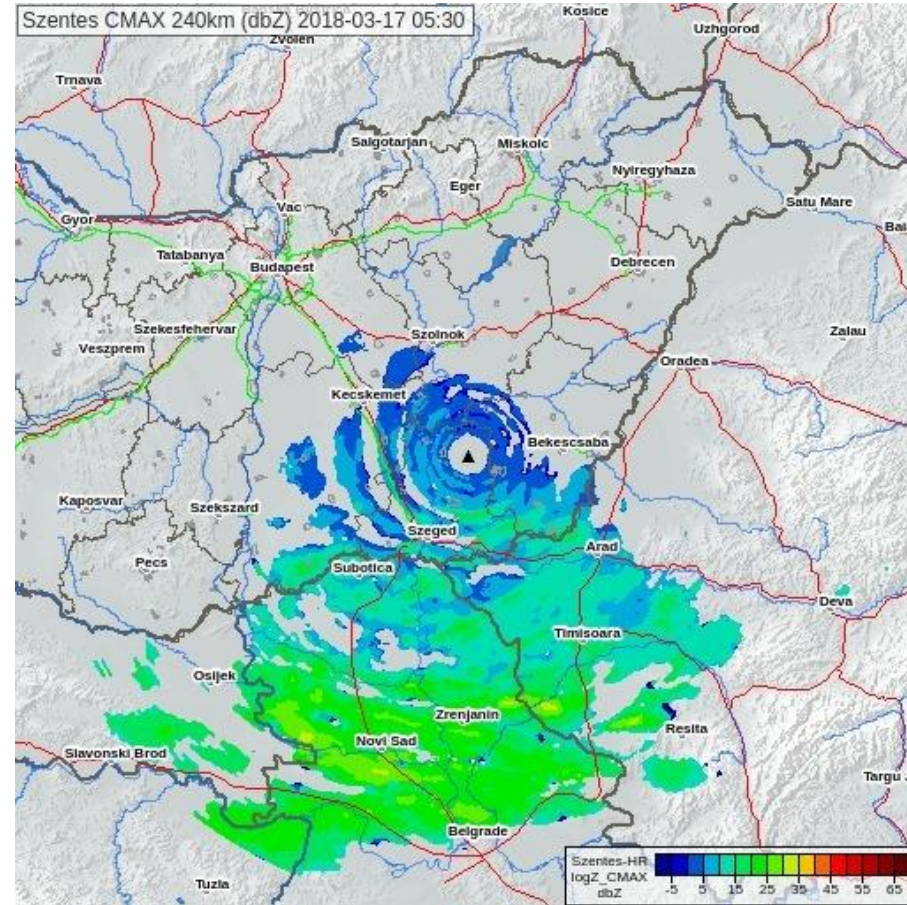 Szentes CMAX 240km (dbZ) 2018-03-17 05:30
Kosice
Uzhgorod
Zvolen
Trnava
Salgotarjan
Miskolc
Nyiregyhaza
Eger
Satu Mare
Vac
Gyor
Tatabanya
Budapest
Debrecen
Szekesfehervar
Szolnok
Zalau
Veszprem
Oradea
Kecskemet
Bekescsaba
Kaposvar
Szekszard
Szeged
Arad
Pecs
Subotica
Deva
Timisoara
Osijek
Zrenjanin
Resita
Novi Sad
Slavonski Brod
Targu
Belgrade
Tuzla
Szentes-HR
logZ_CMAX
dbZ
-5 5 15 25 35 45 55 65